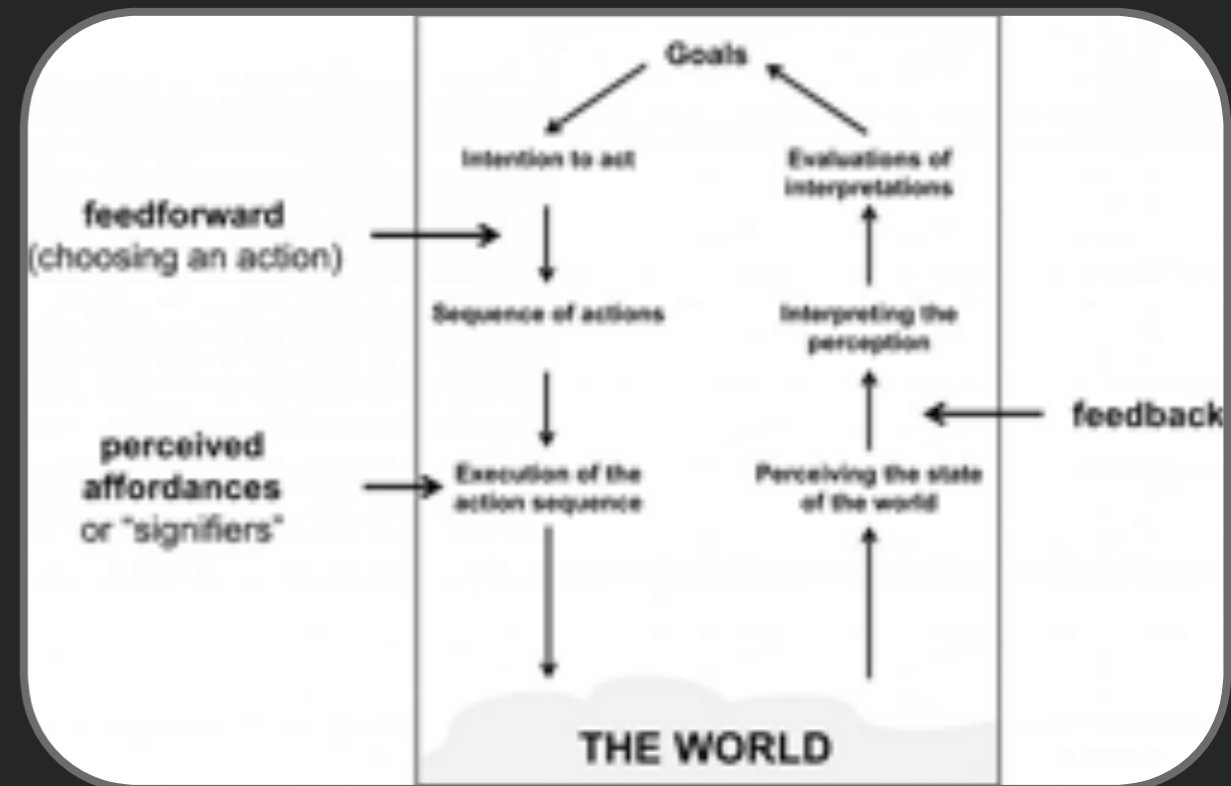 Goals
Intention to act
Evaluations of
interpretations
feedforward
(choosing an action)
Sequence of actions
Interpreting the
perception
perceived
affordances
or "signifiers"
Execution of the
action sequence
Perceiving the state
of the world
feedback
THE WORLD